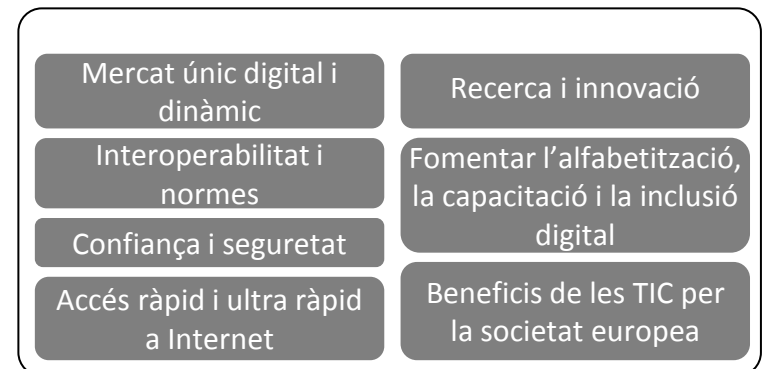 Mercat únic digital i
dinàmic
Interoperabilitat i
normes
Confiança i seguretat
Accés ràpid i ultra ràpid
a Internet
Recerca i innovació
Fomentar l’alfabetització,
la capacitació i la inclusió
digital
Beneficis de les TIC per
la societat europea